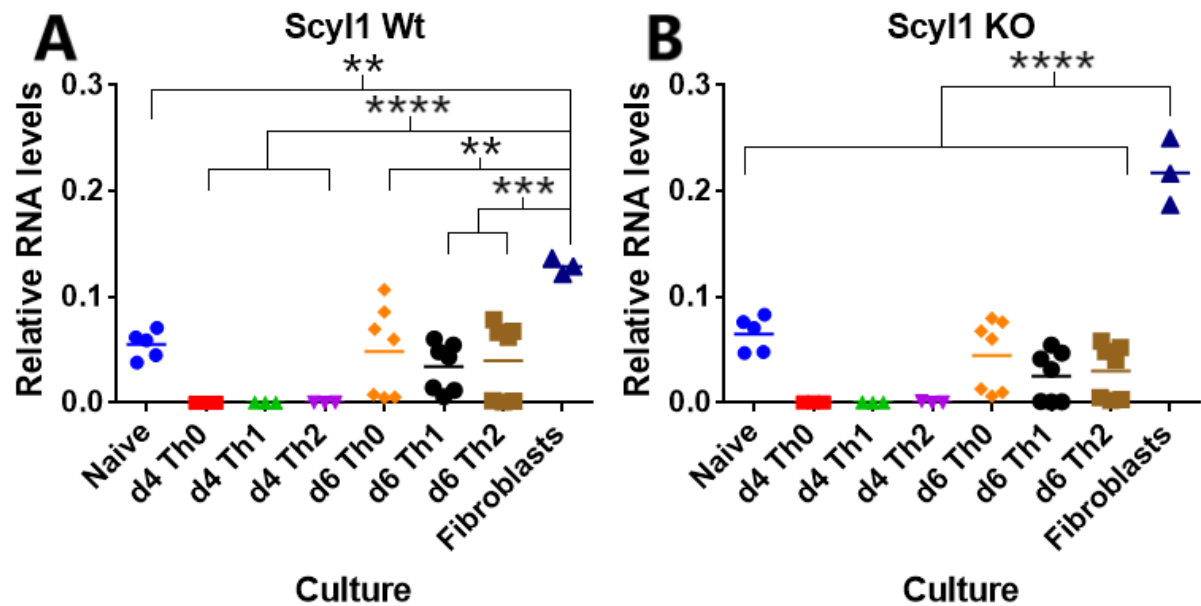 A
Scyl1 Wt
Relative RNA levels
0.3
0.2
0.1
0.0
**
****
**
***
Naive
d4 Th0
d4 Th1
d4 Th2
d6 Th0
d6 Th1
d6 Th2
Fibroblasts
Culture
B
Scyl1 KO
Relative RNA levels
0.3
0.2
0.1
0.0
****
Naive
d4 Th0
d4 Th1
d4 Th2
d6 Th0
d6 Th1
d6 Th2
Fibroblasts
Culture